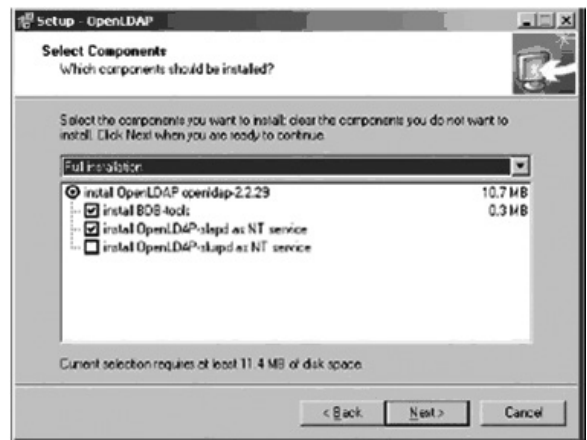 Setup - OpenLDAP
Select Components
Which components should be installed?
Select the components you want to install; clear the components you do not want to
install. Click Next when you are ready to continue.
Full installation
install OpenLDAP openldap-2.2.29 10.7 MB
install BDB-tools 0.3 MB
install OpenLDAP-slapd as NT service
install OpenLDAP-slurpd as NT service
Current selection requires at least 11.4 MB of disk space.
< Back Next > Cancel